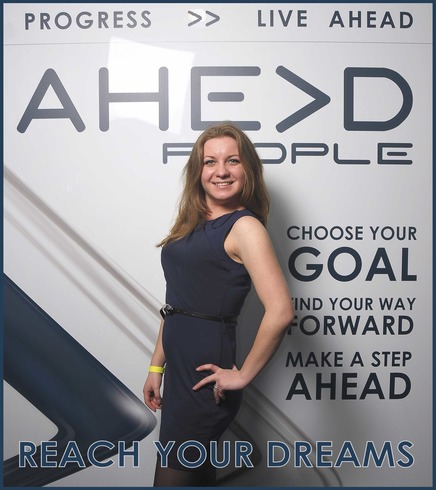 PROGRESS >> LIVE AHEAD
AHE>D
PEOPLE
CHOOSE YOUR
GOAL
FIND YOUR WAY
FORWARD
MAKE A STEP
AHEAD
REACH YOUR DREAMS